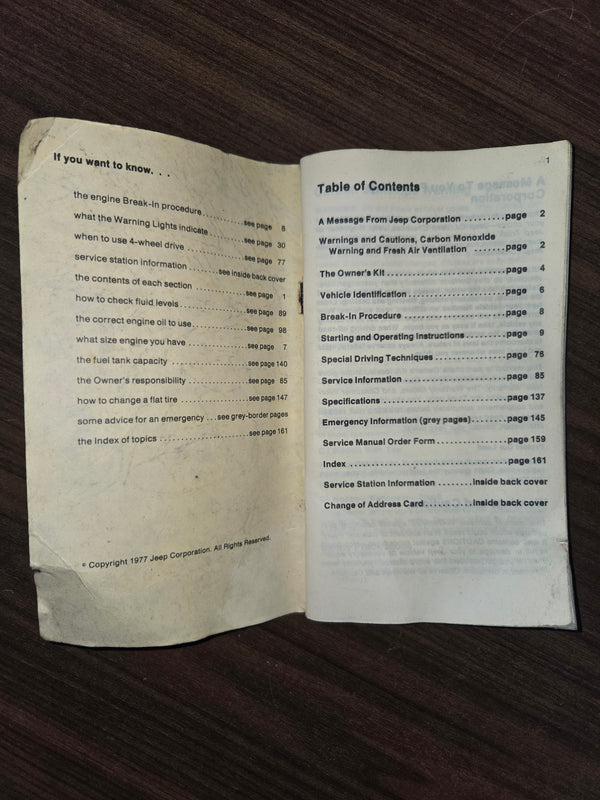 If you want to know. . .
the engine Break-in procedure..........see page 8
what the Warning Lights indicate..........see page 30
when to use 4-wheel drive ..........see page 77
service station information ..........see inside back cover
the contents of each section ..........see page 1
how to check fluid levels..........see page 89
the correct engine oil to use..........see page 98
what size engine you have ..........see page 7
the fuel tank capacity ..........see page 140
the Owner's responsibility ..........see page 85
how to change a flat tire ..........see page 147
some advice for an emergency ...see grey-border pages
the Index of topics ..........see page 161
© Copyright 1977 Jeep Corporation. All Rights Reserved.
1
Table of Contents
A Message From Jeep Corporation .........page 2
Warnings and Cautions, Carbon Monoxide
Warning and Fresh Air Ventilation .......page 2
The Owner's Kit ..........page 4
Vehicle Identification..........page 6
Break-In Procedure ..........page 8
Starting and Operating Instructions.........page 9
Special Driving Techniques ..........page 76
Service Information ..........page 85
Specifications ..........page 137
Emergency Information (grey pages)........page 145
Service Manual Order Form..........page 159
Index ..........page 161
Service Station Information ........inside back cover
Change of Address Card...........inside back cover